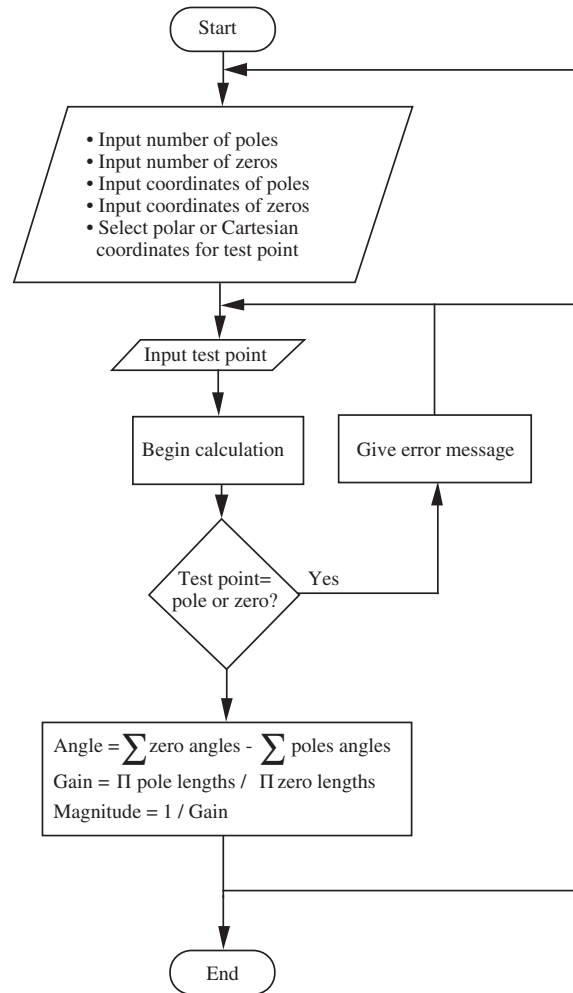 Start
• Input number of poles
• Input number of zeros
• Input coordinates of poles
• Input coordinates of zeros
• Select polar or Cartesian
coordinates for test point
Input test point
Begin calculation
Give error message
Test point=
pole or zero?
Yes
Angle = ∑ zero angles - ∑ poles angles
Gain = Π pole lengths / Π zero lengths
Magnitude = 1 / Gain
End